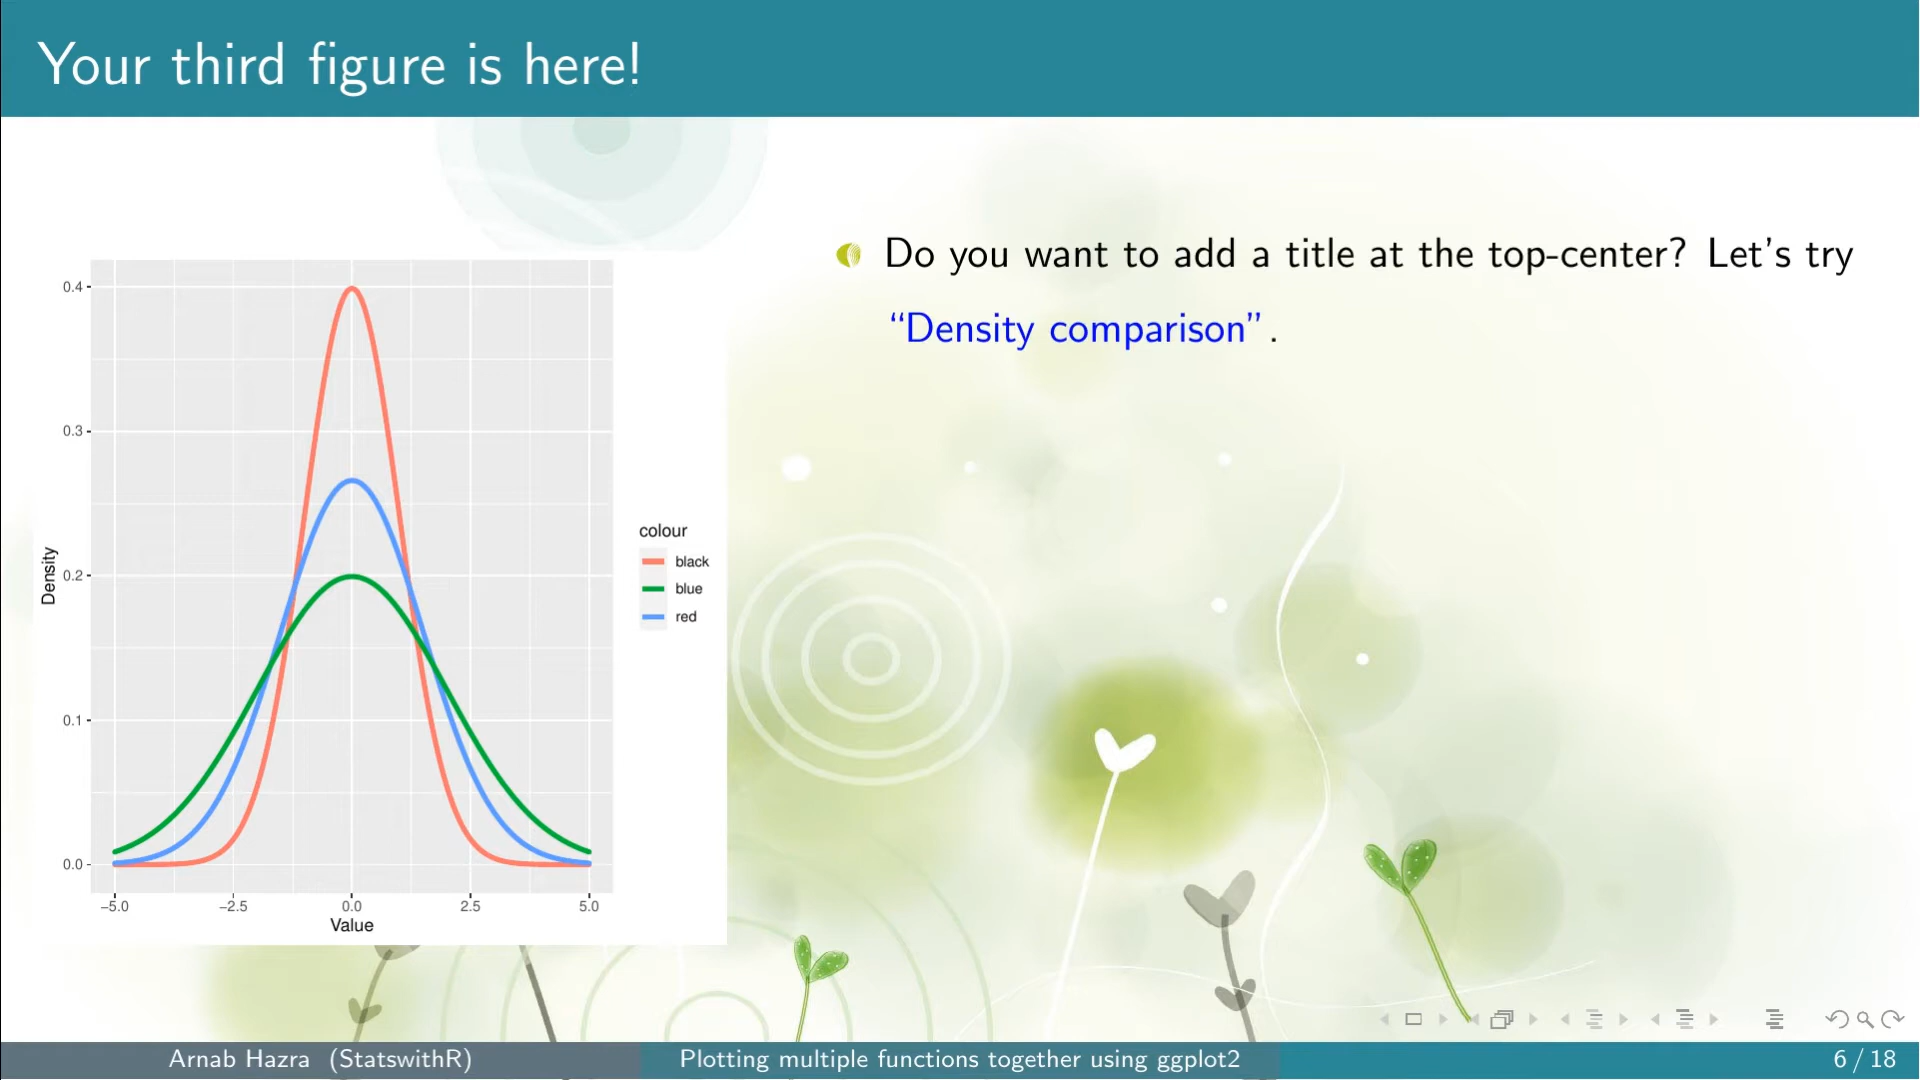 Your third figure is here!
Do you want to add a title at the top-center? Let's try
“Density comparison”.
0.4
0.3
0.2
0.1
0.0
Density
−5.0 −2.5 0.0 2.5 5.0
Value
colour
black
blue
red
Arnab Hazra (StatswithR) Plotting multiple functions together using ggplot2 6 / 18